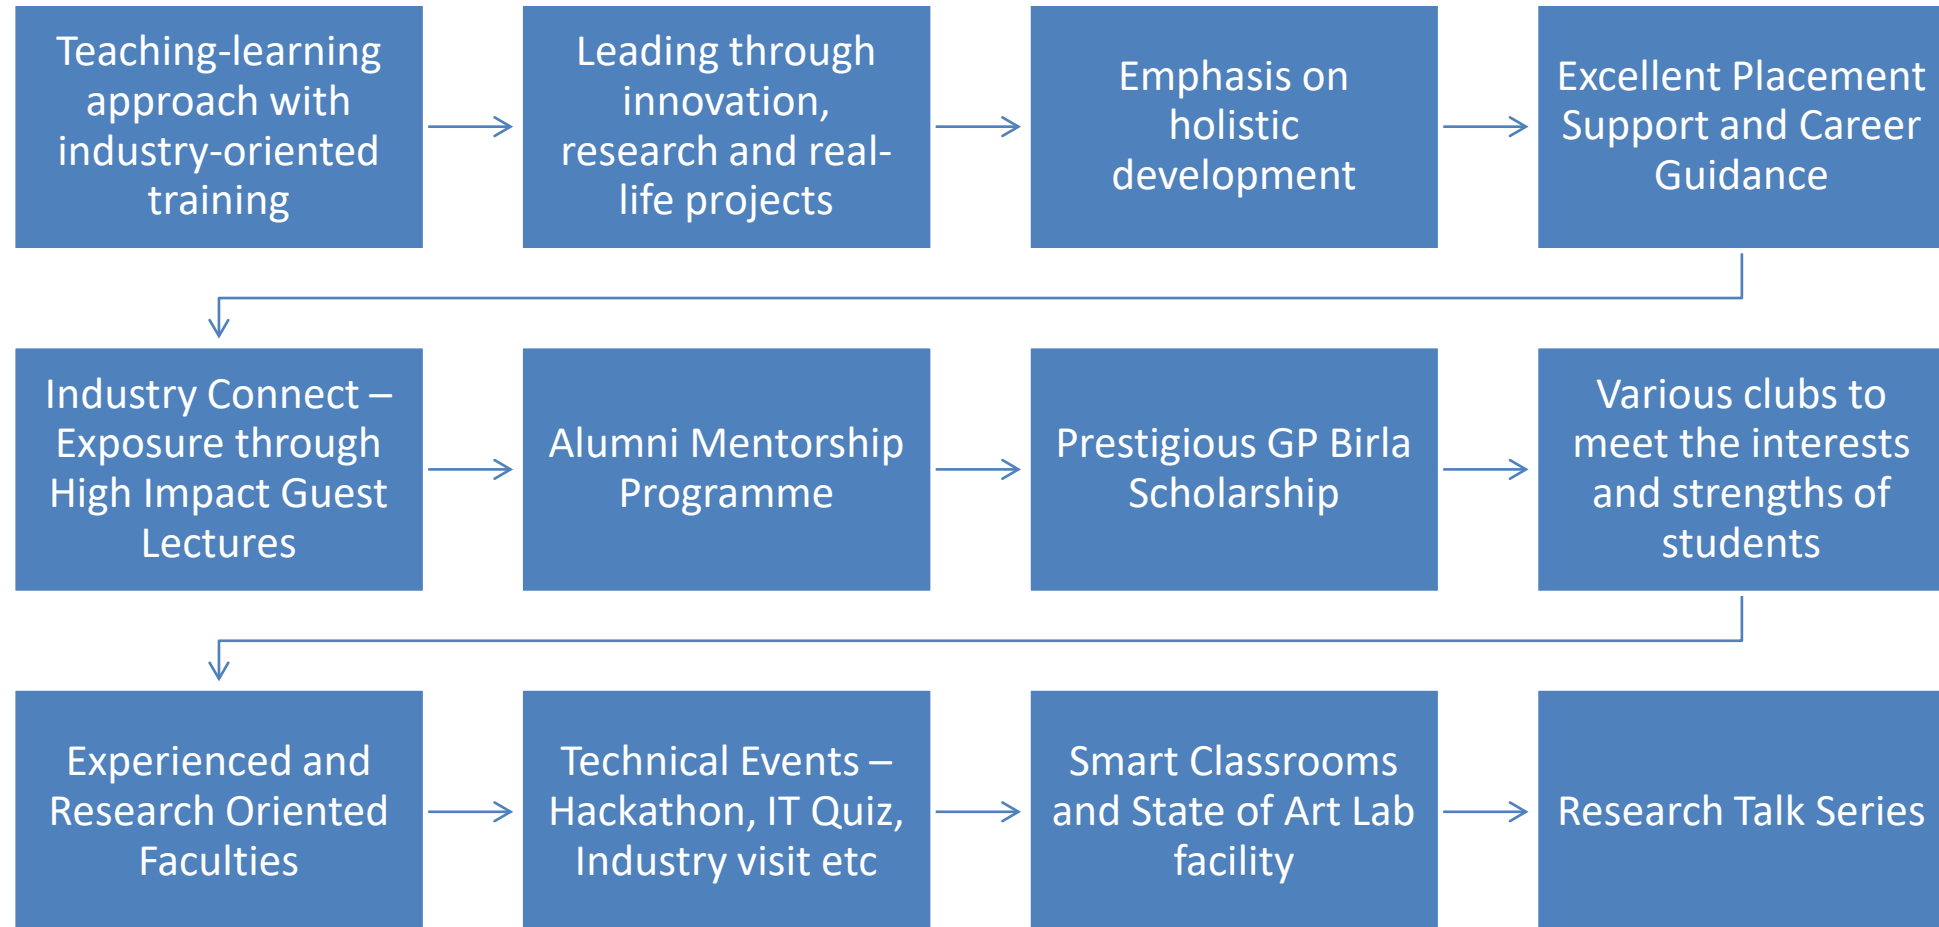 Teaching-learning
approach with
industry-oriented
training
Leading through
innovation,
research and real-
life projects
Emphasis on
holistic
development
Excellent Placement
Support and Career
Guidance
Industry Connect –
Exposure through
High Impact Guest
Lectures
Alumni Mentorship
Programme
Prestigious GP Birla
Scholarship
Various clubs to
meet the interests
and strengths of
students
Experienced and
Research Oriented
Faculties
Technical Events –
Hackathon, IT Quiz,
Industry visit etc
Smart Classrooms
and State of Art Lab
facility
Research Talk Series